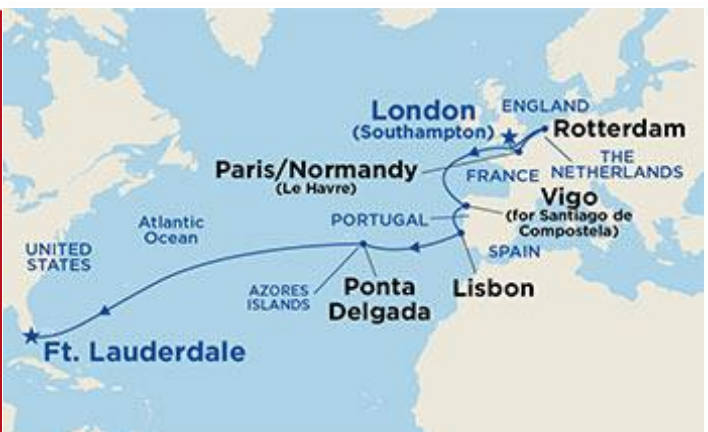 London
(Southampton)
ENGLAND
Rotterdam
THE
NETHERLANDS
Paris/Normandy
(Le Havre)
FRANCE
Vigo
(for Santiago de
Compostela)
PORTUGAL
SPAIN
Atlantic
Ocean
UNITED
STATES
AZORES
ISLANDS
Ponta
Delgada
Lisbon
Ft. Lauderdale